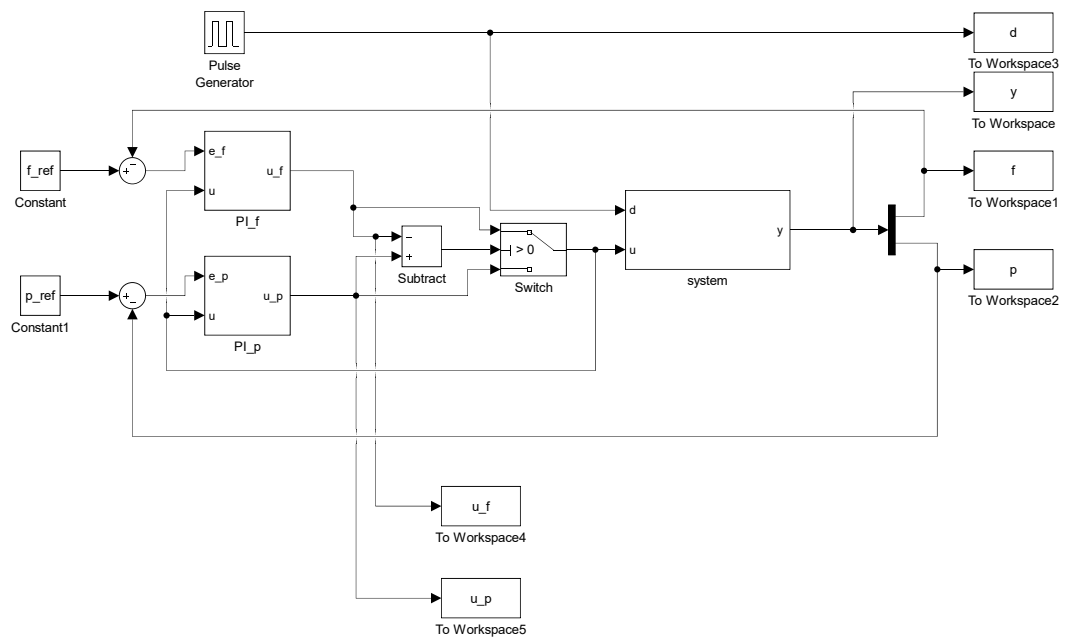 d
To Workspace3
Pulse
Generator
y
To Workspace
f_ref
Constant
+
−
e_f
u
u_f
PI_f
f
To Workspace1
p_ref
Constant1
+
−
e_p
u
u_p
PI_p
−
+
Subtract
> 0
Switch
d
u
y
system
p
To Workspace2
u_f
To Workspace4
u_p
To Workspace5